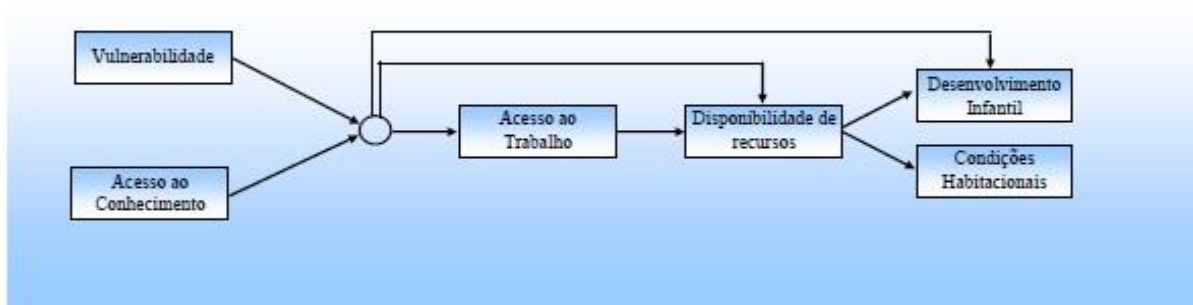 Vulnerabilidade
Acesso ao
Conhecimento
Acesso ao
Trabalho
Disponibilidade de
recursos
Desenvolvimento
Infantil
Condições
Habitacionais